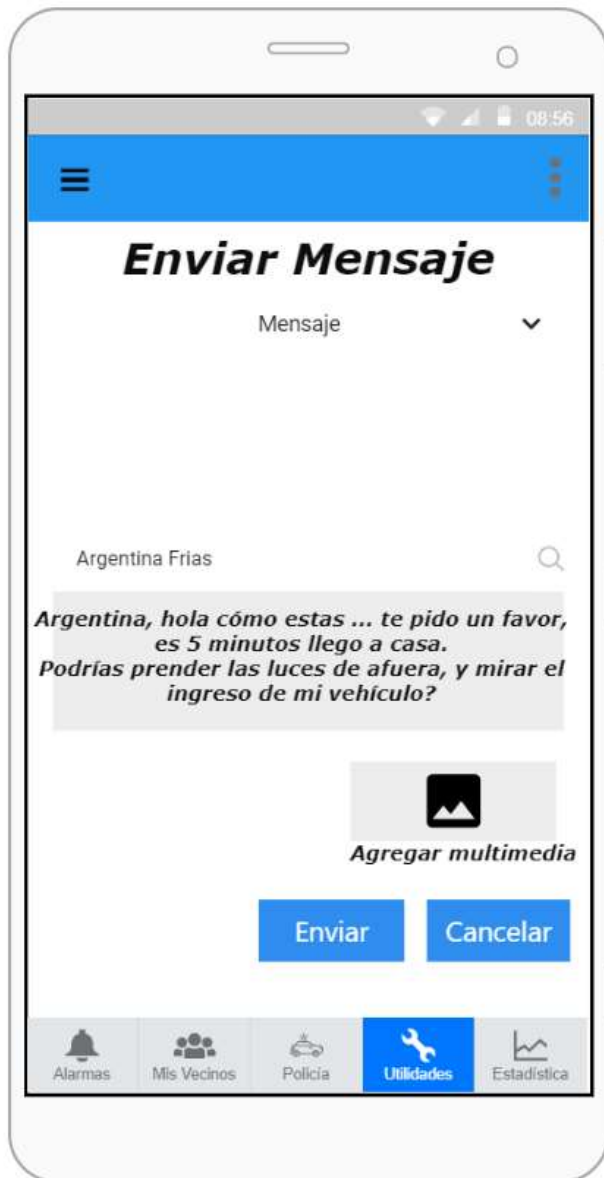 08:56
Enviar Mensaje
Mensaje
Argentina Frias
Argentina, hola cómo estas ... te pido un favor,
es 5 minutos llego a casa.
Podrías prender las luces de afuera, y mirar el
ingreso de mi vehículo?
Agregar multimedia
Enviar Cancelar
Alarmas Mis Vecinos Policía Utilidades Estadística